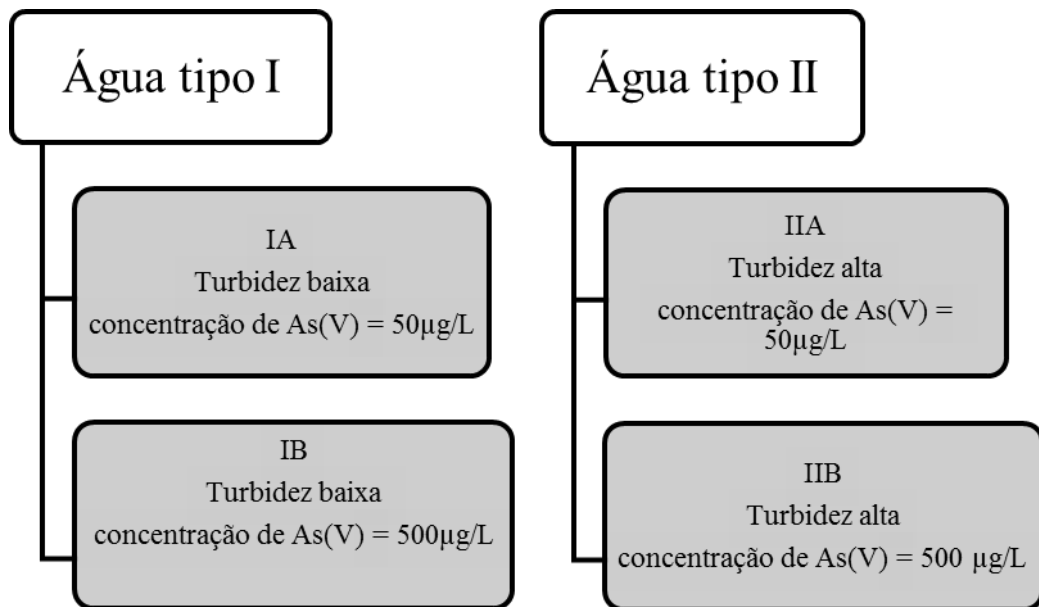 Água tipo I
IA
Turbidez baixa
concentração de As(V) = 50µg/L
IB
Turbidez baixa
concentração de As(V) = 500µg/L
Água tipo II
IIA
Turbidez alta
concentração de As(V) =
50µg/L
IIB
Turbidez alta
concentração de As(V) = 500 µg/L